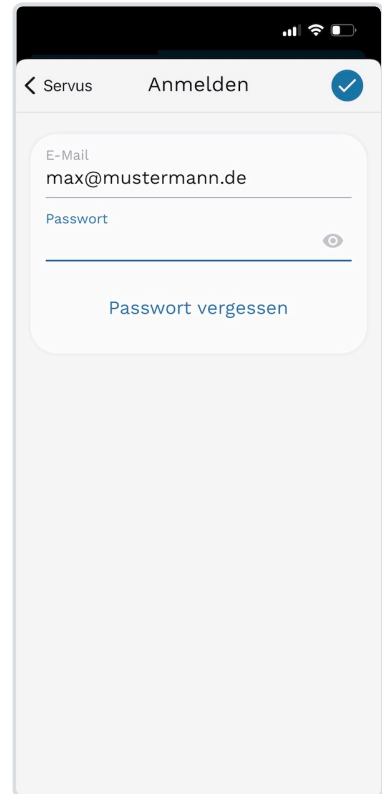 Servus
Anmelden
E-Mail
max@mustermann.de
Passwort
Passwort vergessen